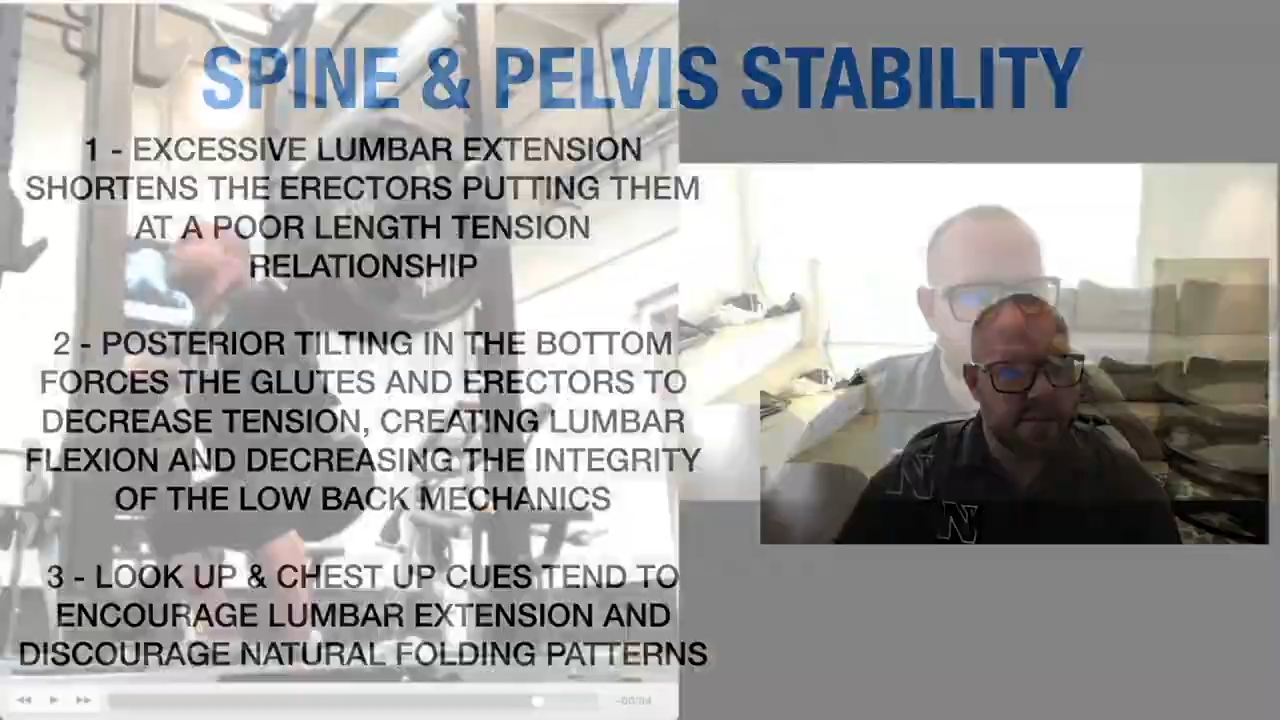 SPINE & PELVIS STABILITY
1 - EXCESSIVE LUMBAR EXTENSION
SHORTENS THE ERECTORS PUTTING THEM
AT A POOR LENGTH TENSION
RELATIONSHIP
2 - POSTERIOR TILTING IN THE BOTTOM
FORCES THE GLUTES AND ERECTORS TO
DECREASE TENSION, CREATING LUMBAR
FLEXION AND DECREASING THE INTEGRITY
OF THE LOW BACK MECHANICS
3 - LOOK UP & CHEST UP CUES TEND TO
ENCOURAGE LUMBAR EXTENSION AND
DISCOURAGE NATURAL FOLDING PATTERNS
N
N